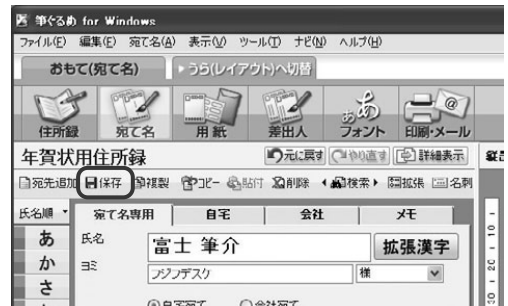 筆ぐるめ for Windows
ファイル(F) 編集(E) 宛て名(A) 表示(V) ツール(T) ナビ(N) ヘルプ(H)
おもて(宛て名) うら(レイアウト)へ切替
住所録 宛て名 用紙 差出人 フォント 印刷・メール
年賀状用住所録 元に戻す やり直す 詳細表示
宛先追加 保存 複製 コピー 貼付 削除 検索 拡張 名刺
氏名順 宛て名専用 自宅 会社 メモ
あ 氏名 富士 筆介 拡張漢字
か ヨミ フジフデスケ 様
さ
自宅宛て 会社宛て